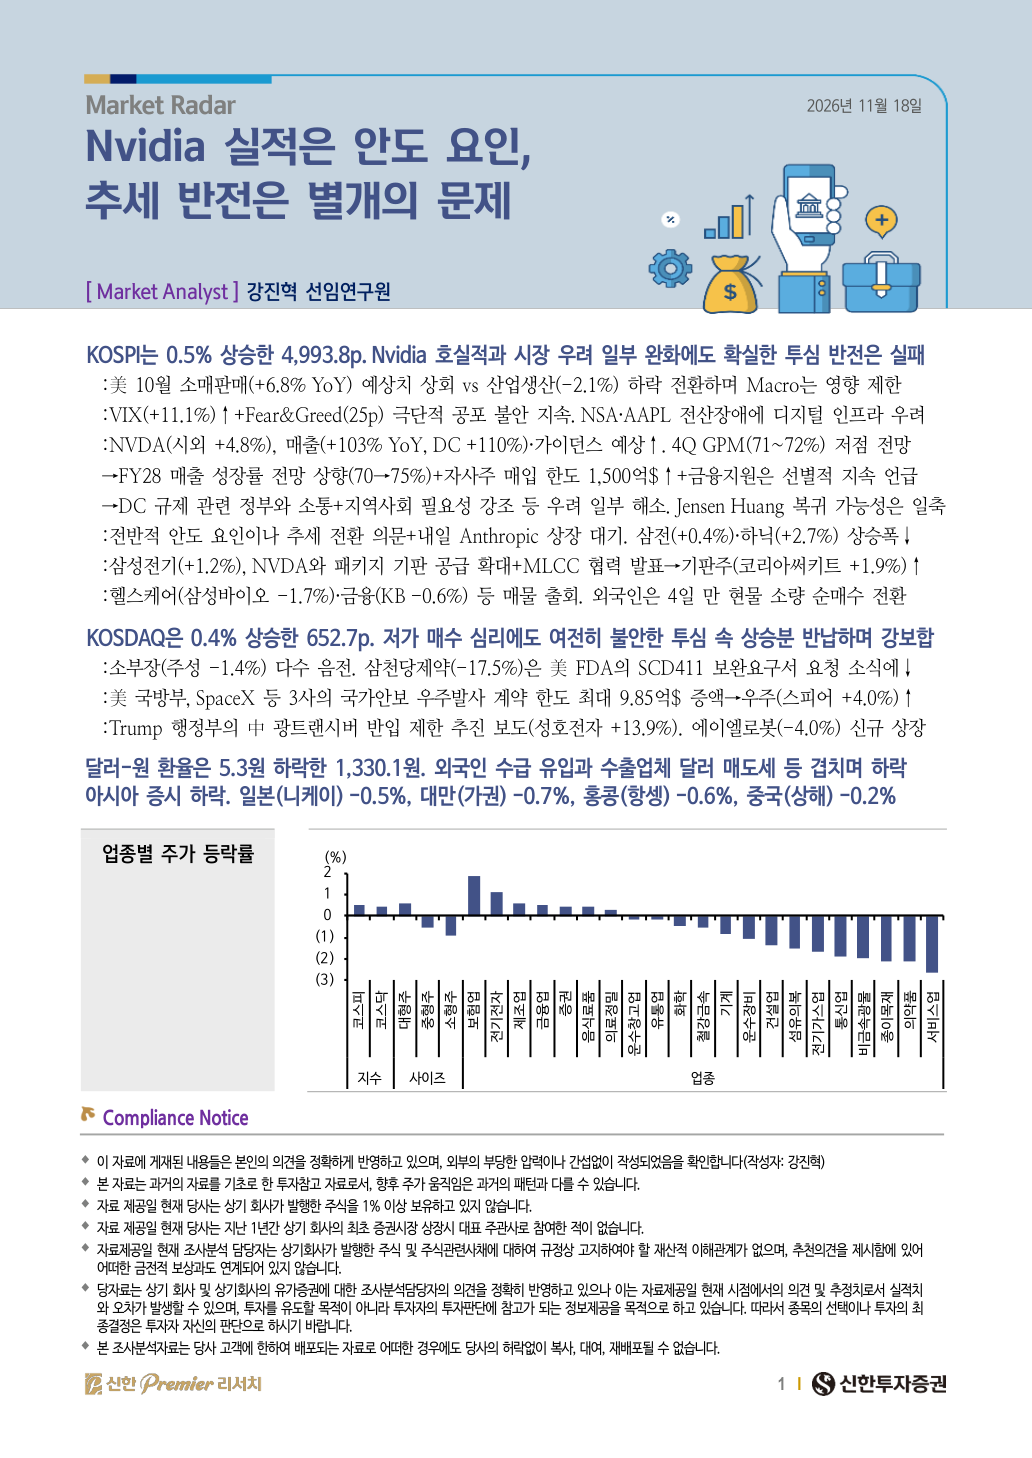 Market Radar
2026년 11월 18일
Nvidia 실적은 안도 요인,
추세 반전은 별개의 문제
[ Market Analyst ] 강진혁 선임연구원
KOSPI는 0.5% 상승한 4,993.8p. Nvidia 호실적과 시장 우려 일부 완화에도 확실한 투심 반전은 실패
:美 10월 소매판매(+6.8% YoY) 예상치 상회 vs 산업생산(-2.1%) 하락 전환하며 Macro는 영향 제한
:VIX(+11.1%)↑+Fear&Greed(25p) 극단적 공포 불안 지속. NSA·AAPL 전산장애에 디지털 인프라 우려
:NVDA(시외 +4.8%), 매출(+103% YoY, DC +110%)·가이던스 예상↑. 4Q GPM(71~72%) 저점 전망
→FY28 매출 성장률 전망 상향(70→75%)+자사주 매입 한도 1,500억$↑+금융지원은 선별적 지속 언급
→DC 규제 관련 정부와 소통+지역사회 필요성 강조 등 우려 일부 해소. Jensen Huang 복귀 가능성은 일축
:전반적 안도 요인이나 추세 전환 의문+내일 Anthropic 상장 대기. 삼전(+0.4%)·하닉(+2.7%) 상승폭↓
:삼성전기(+1.2%), NVDA와 패키지 기판 공급 확대+MLCC 협력 발표→기판주(코리아써키트 +1.9%)↑
:헬스케어(삼성바이오 -1.7%)·금융(KB -0.6%) 등 매물 출회. 외국인은 4일 만 현물 소량 순매수 전환
KOSDAQ은 0.4% 상승한 652.7p. 저가 매수 심리에도 여전히 불안한 투심 속 상승분 반납하며 강보합
:소부장(주성 -1.4%) 다수 음전. 삼천당제약(-17.5%)은 美 FDA의 SCD411 보완요구서 요청 소식에↓
:美 국방부, SpaceX 등 3사의 국가안보 우주발사 계약 한도 최대 9.85억$ 증액→우주(스피어 +4.0%)↑
:Trump 행정부의 中 광트랜시버 반입 제한 추진 보도(성호전자 +13.9%). 에이엘로봇(-4.0%) 신규 상장
달러-원 환율은 5.3원 하락한 1,330.1원. 외국인 수급 유입과 수출업체 달러 매도세 등 겹치며 하락
아시아 증시 하락. 일본(니케이) -0.5%, 대만(가권) -0.7%, 홍콩(항셍) -0.6%, 중국(상해) -0.2%
업종별 주가 등락률
(%)
2
1
0
(1)
(2)
(3)
코스피
코스닥
대형주
중형주
소형주
보험업
전기전자
제조업
금융업
증권
음식료품
의료정밀
운수창고업
유통업
화학
철강금속
기계
운수장비
건설업
섬유의복
전기가스업
통신업
비금속광물
종이목재
의약품
서비스업
지수
사이즈
업종
Compliance Notice
◆ 이 자료에 게재된 내용들은 본인의 의견을 정확하게 반영하고 있으며, 외부의 부당한 압력이나 간섭없이 작성되었음을 확인합니다(작성자: 강진혁)
◆ 본 자료는 과거의 자료를 기초로 한 투자참고 자료로서, 향후 주가 움직임은 과거의 패턴과 다를 수 있습니다.
◆ 자료 제공일 현재 당사는 상기 회사가 발행한 주식을 1% 이상 보유하고 있지 않습니다.
◆ 자료 제공일 현재 당사는 지난 1년간 상기 회사의 최초 증권시장 상장시 대표 주관사로 참여한 적이 없습니다.
◆ 자료제공일 현재 조사분석 담당자는 상기회사가 발행한 주식 및 주식관련사채에 대하여 규정상 고지하여야 할 재산적 이해관계가 없으며, 추천의견을 제시함에 있어
어떠한 금전적 보상과도 연계되어 있지 않습니다.
◆ 당자료는 상기 회사 및 상기회사의 유가증권에 대한 조사분석담당자의 의견을 정확히 반영하고 있으나 이는 자료제공일 현재 시점에서의 의견 및 추정치로서 실적치
와 오차가 발생할 수 있으며, 투자를 유도할 목적이 아니라 투자자의 투자판단에 참고가 되는 정보제공을 목적으로 하고 있습니다. 따라서 종목의 선택이나 투자의 최
종결정은 투자자 자신의 판단으로 하시기 바랍니다.
◆ 본 조사분석자료는 당사 고객에 한하여 배포되는 자료로 어떠한 경우에도 당사의 허락없이 복사, 대여, 재배포될 수 없습니다.
신한 Premier 리서치
1 | 신한투자증권